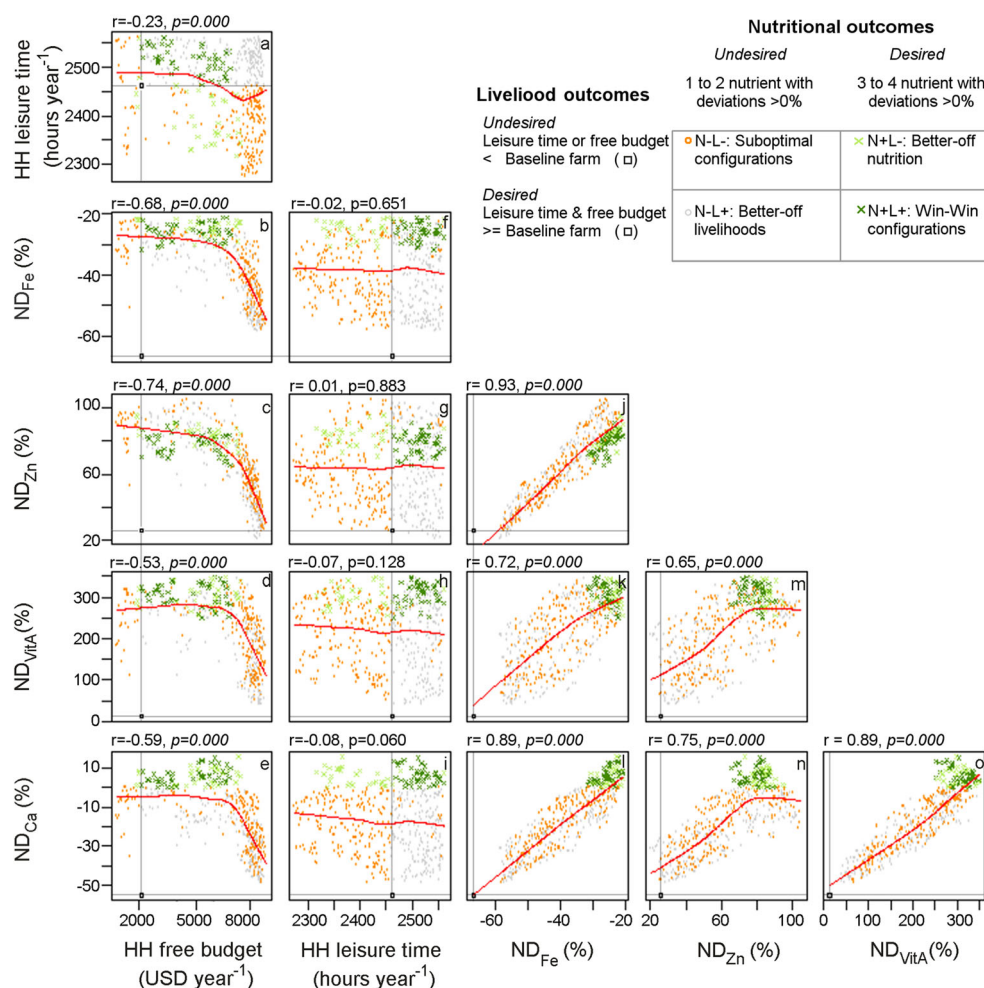 r=-0.23, p=0.000
a
HH leisure time
(hours year-1)
2500
2400
2300
Nutritional outcomes
Undesired
Desired
1 to 2 nutrient with
deviations >0%
3 to 4 nutrient with
deviations >0%
Liveliood outcomes
Undesired
Leisure time or free budget
< Baseline farm ( )
Desired
Leisure time & free budget
>= Baseline farm ( )
N-L-: Suboptimal
configurations
N+L-: Better-off
nutrition
N-L+: Better-off
livelihoods
N+L+: Win-Win
configurations
r=-0.68, p=0.000
r=-0.02, p=0.651
b
f
NDFe (%)
-20
-40
-60
r=-0.74, p=0.000
r= 0.01, p=0.883
r= 0.93, p=0.000
c
g
j
NDZn (%)
100
60
20
r=-0.53, p=0.000
r=-0.07, p=0.128
r= 0.72, p=0.000
r= 0.65, p=0.000
d
h
k
m
NDVitA(%)
300
200
100
0
r=-0.59, p=0.000
r=-0.08, p=0.060
r= 0.89, p=0.000
r= 0.75, p=0.000
r = 0.89, p=0.000
e
i
l
n
o
NDCa (%)
10
-10
-30
-50
2000 5000 8000
2300 2400 2500
-60 -40 -20
20 60 100
0 100 200 300
HH free budget
(USD year-1)
HH leisure time
(hours year-1)
NDFe (%)
NDZn (%)
NDVitA(%)